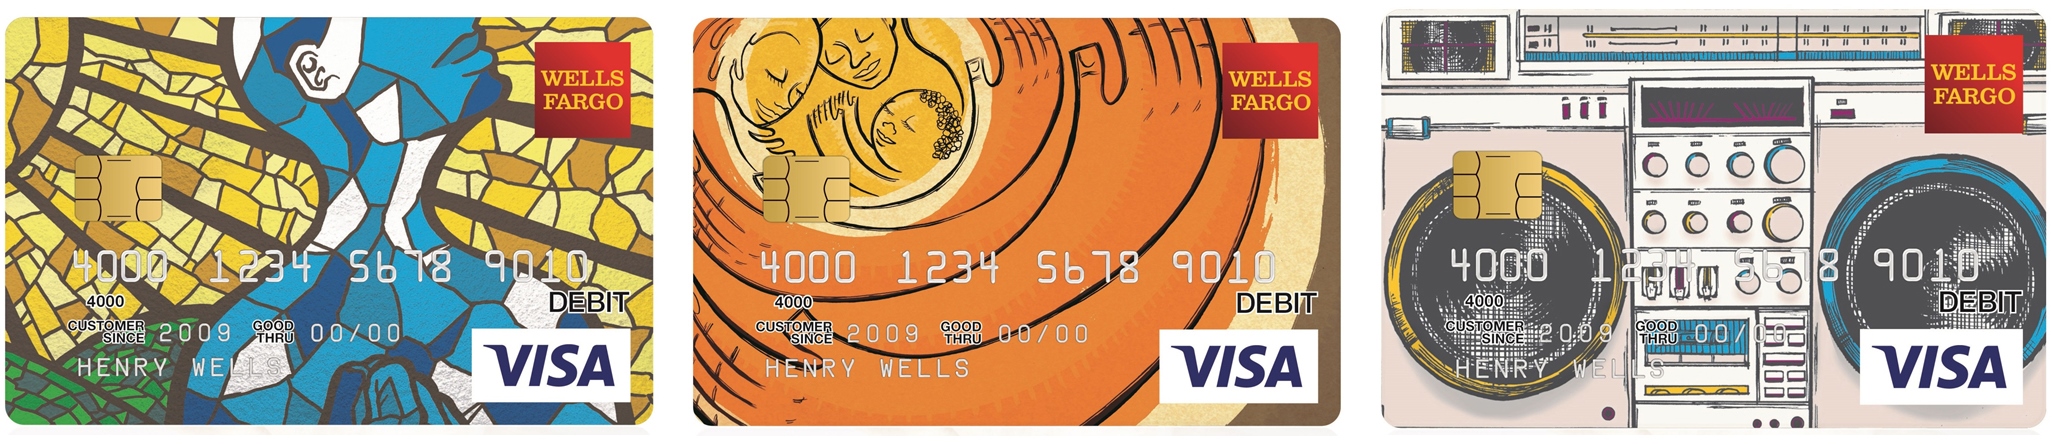 WELLS
FARGO
4000 1234 5678 9010
4000
DEBIT
CUSTOMER SINCE 2009 GOOD THRU 00/00
HENRY WELLS
VISA
WELLS
FARGO
4000 1234 5678 9010
4000
DEBIT
CUSTOMER SINCE 2009 GOOD THRU 00/00
HENRY WELLS
VISA
WELLS
FARGO
4000 1234 5678 9010
4000
DEBIT
CUSTOMER SINCE 2009 GOOD THRU 00/00
HENRY WELLS
VISA